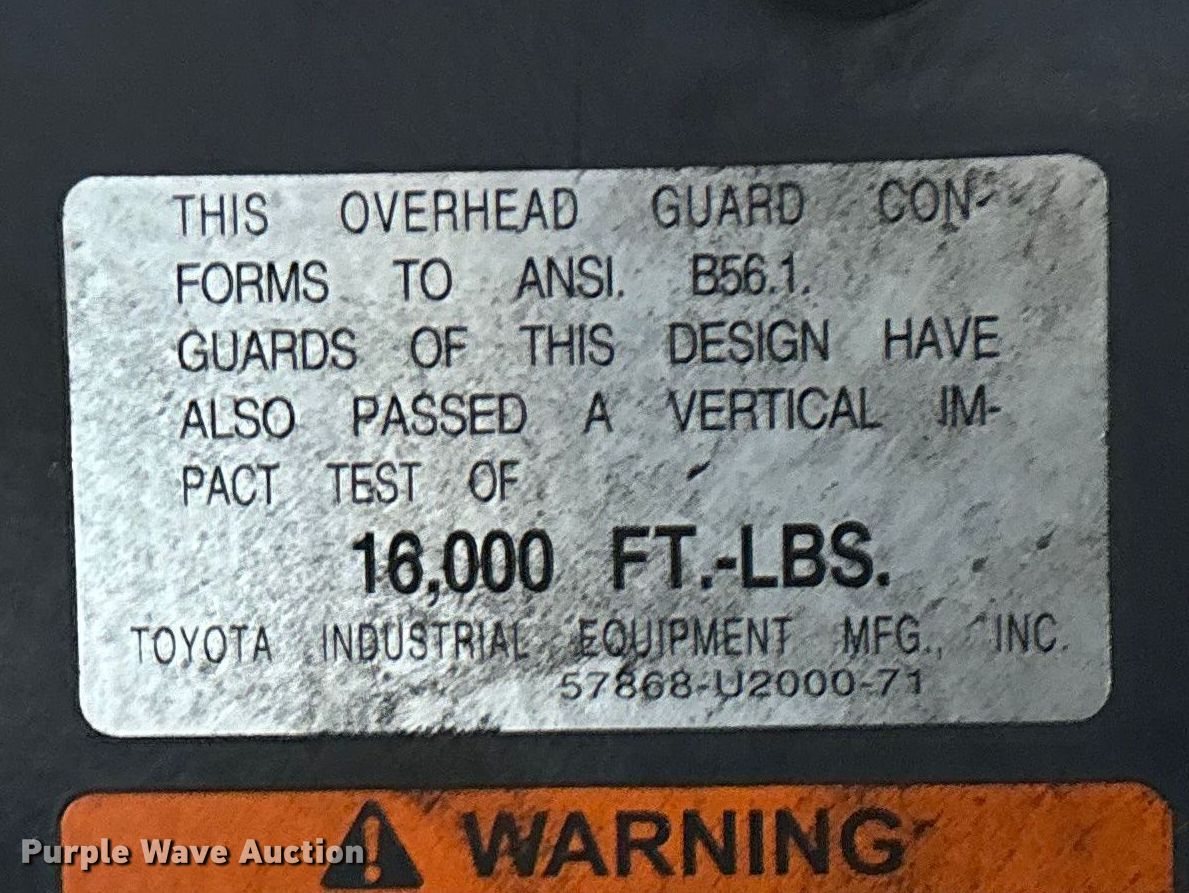 THIS OVERHEAD GUARD CON-
FORMS TO ANSI. B56.1.
GUARDS OF THIS DESIGN HAVE
ALSO PASSED A VERTICAL IM-
PACT TEST OF
16,000 FT.-LBS.
TOYOTA INDUSTRIAL EQUIPMENT MFG., INC.
57868-U2000-71
WARNING
Purple Wave Auction